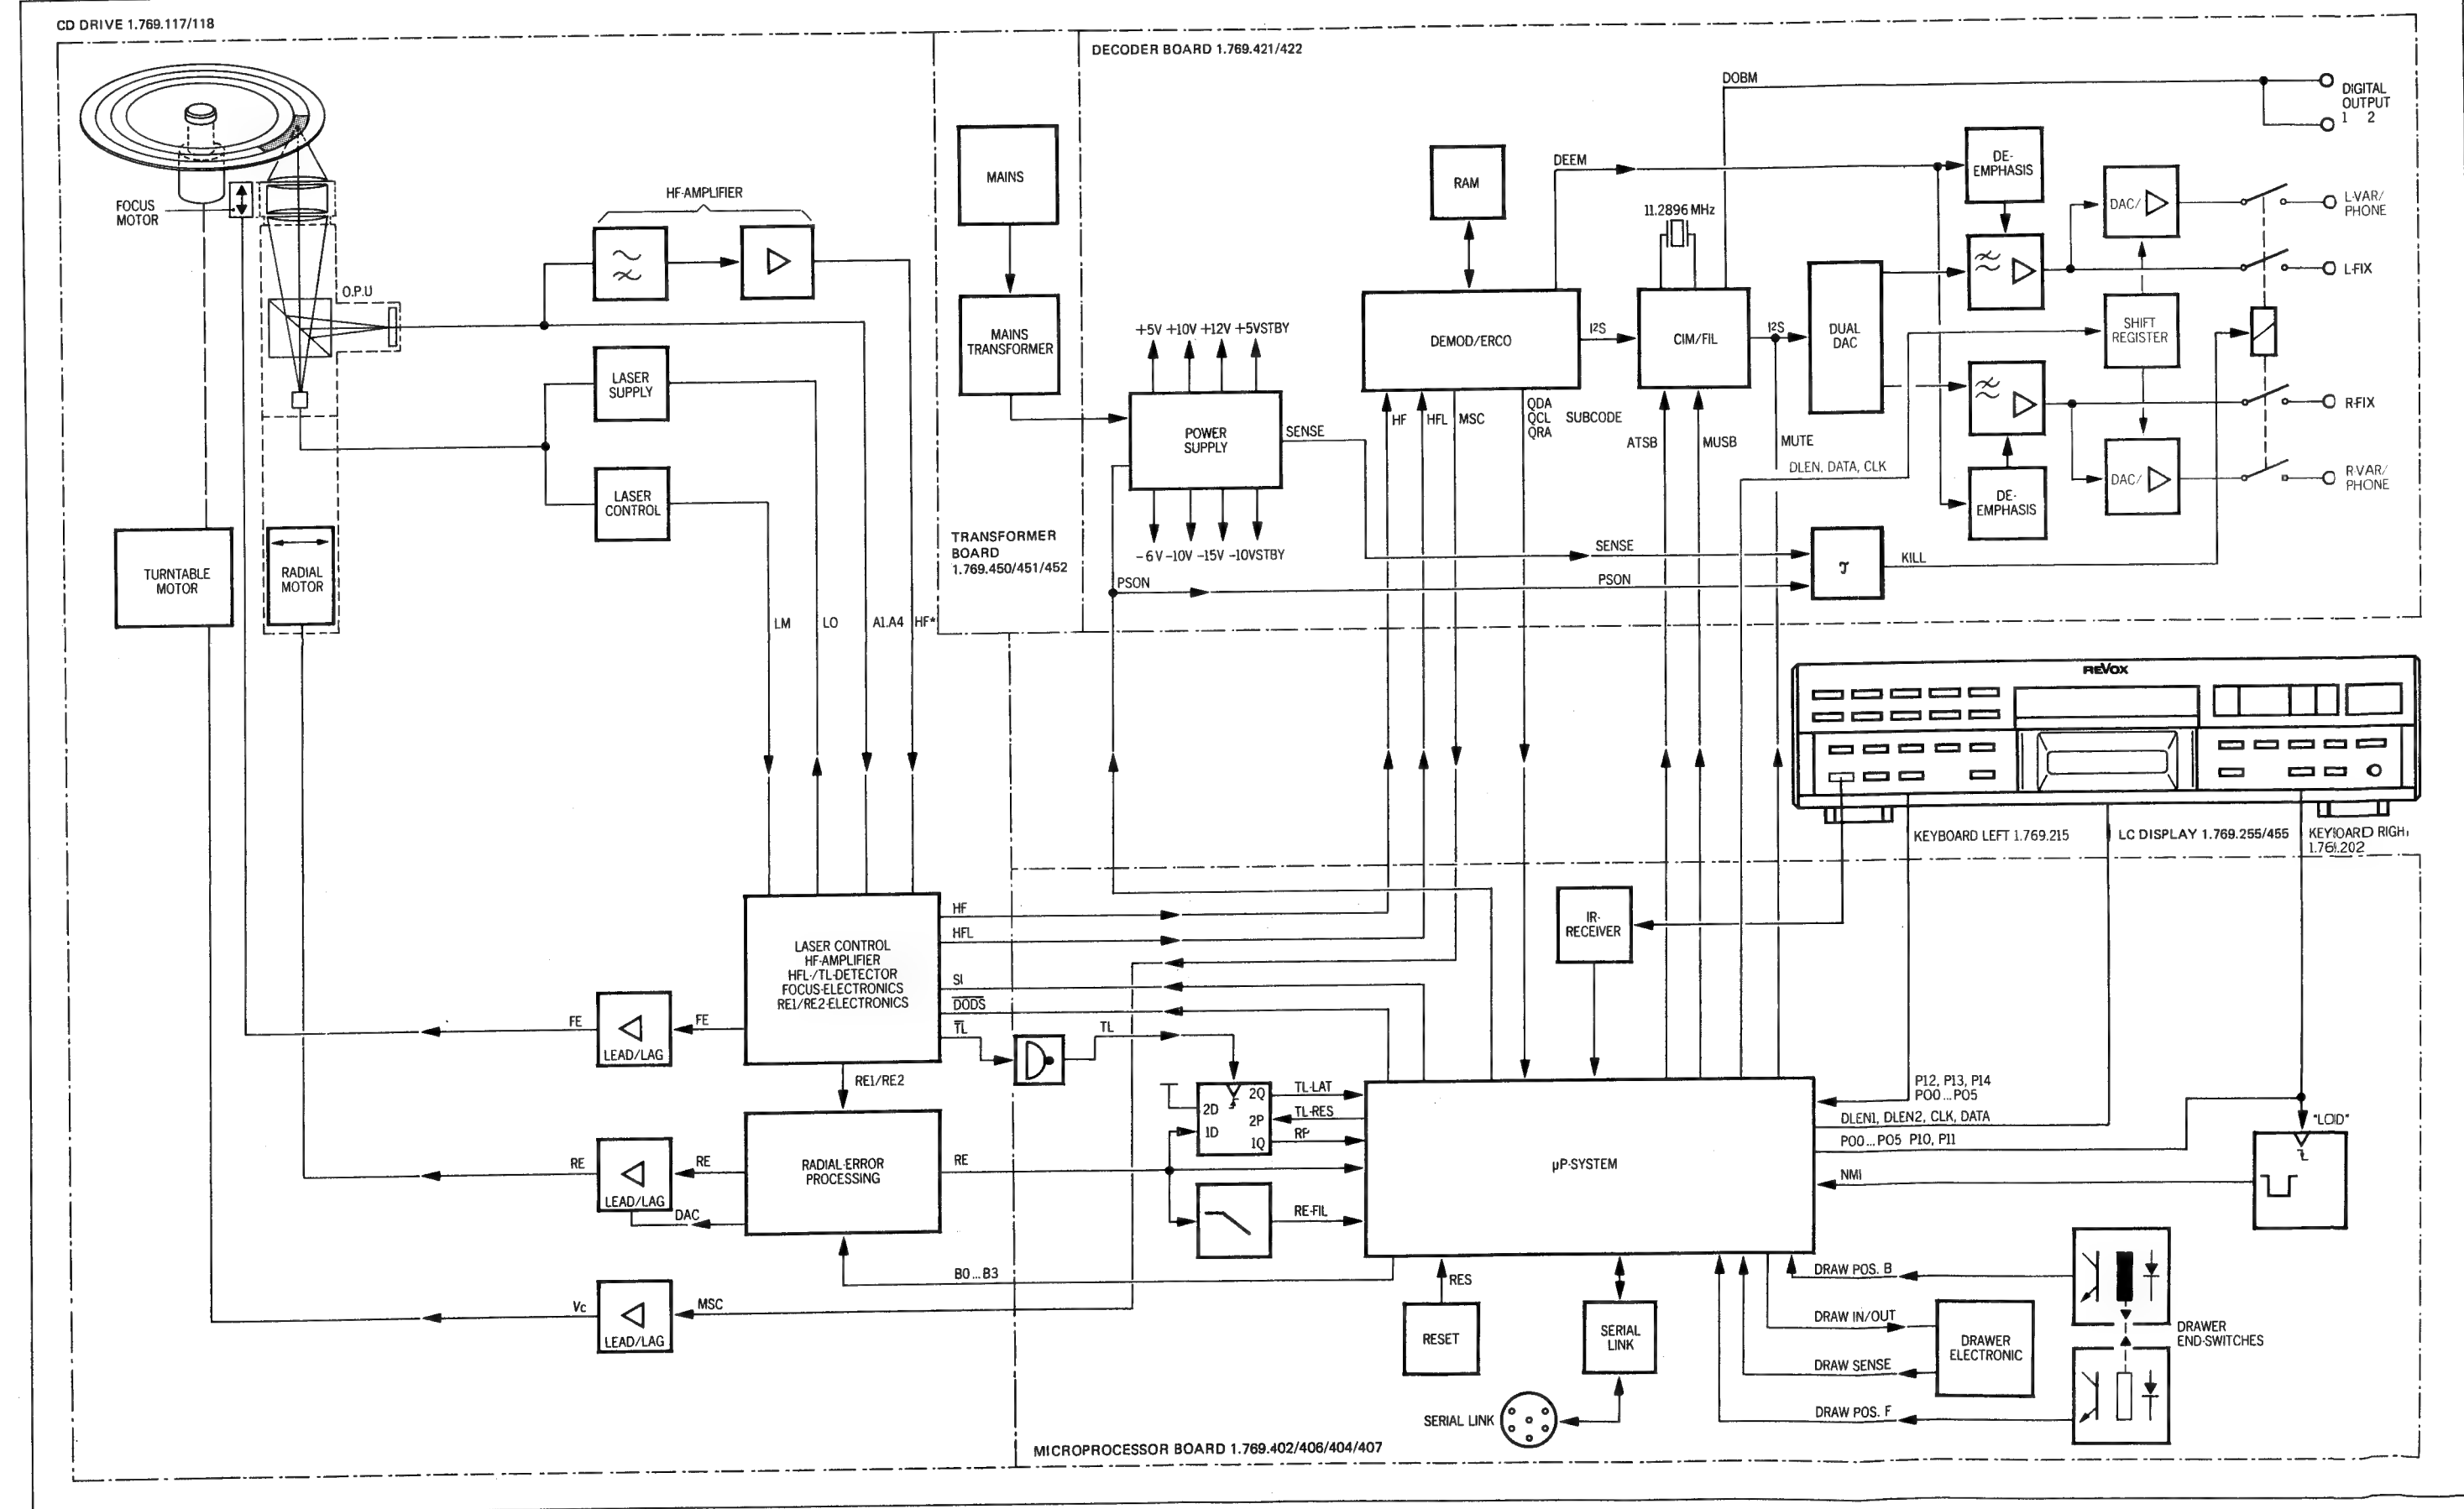 CD DRIVE 1.769.117/118
DECODER BOARD 1.769.421/422
DOBM
DIGITAL
OUTPUT
1 2
FOCUS
MOTOR
HF-AMPLIFIER
O.P.U
LASER
SUPPLY
LASER
CONTROL
TURNTABLE
MOTOR
RADIAL
MOTOR
LM
LO
A1.A4
HF*
MAINS
MAINS
TRANSFORMER
TRANSFORMER
BOARD
1.769.450/451/452
+5V +10V +12V +5VSTBY
POWER
SUPPLY
SENSE
-6V -10V -15V -10VSTBY
PSON
RAM
DEEM
11.2896 MHz
DEMOD/ERCO
I²S
CIM/FIL
I²S
DUAL
DAC
DE-
EMPHASIS
DAC/
L-VAR/
PHONE
L-FIX
SHIFT
REGISTER
R-FIX
DAC/
R-VAR/
PHONE
DE-
EMPHASIS
HF
HFL
MSC
QDA
QCL
QRA
SUBCODE
ATSB
MUSB
MUTE
DLEN, DATA, CLK
SENSE
PSON
τ
KILL
REVOX
KEYBOARD LEFT 1.769.215
LC DISPLAY 1.769.255/455
LASER CONTROL
HF-AMPLIFIER
HFL-/TL-DETECTOR
FOCUS-ELECTRONICS
RE1/RE2-ELECTRONICS
HF
HFL
SI
DODS
TL
TL
IR-
RECEIVER
FE
LEAD/LAG
FE
RE1/RE2
RADIAL-ERROR
PROCESSING
RE
LEAD/LAG
RE
DAC
RE
2D
2Q
2P
1D
1Q
TL-LAT
TL-RES
RP
RE-FIL
µP-SYSTEM
P12, P13, P14
PO0...PO5
DLEN1, DLEN2, CLK, DATA
PO0...PO5 P10, P11
NMI
"LOID"
B0...B3
Vc
LEAD/LAG
MSC
RES
RESET
SERIAL
LINK
SERIAL LINK
DRAW POS. B
DRAW IN/OUT
DRAW SENSE
DRAW POS. F
DRAWER
ELECTRONIC
DRAWER
END-SWITCHES
MICROPROCESSOR BOARD 1.769.402/406/404/407